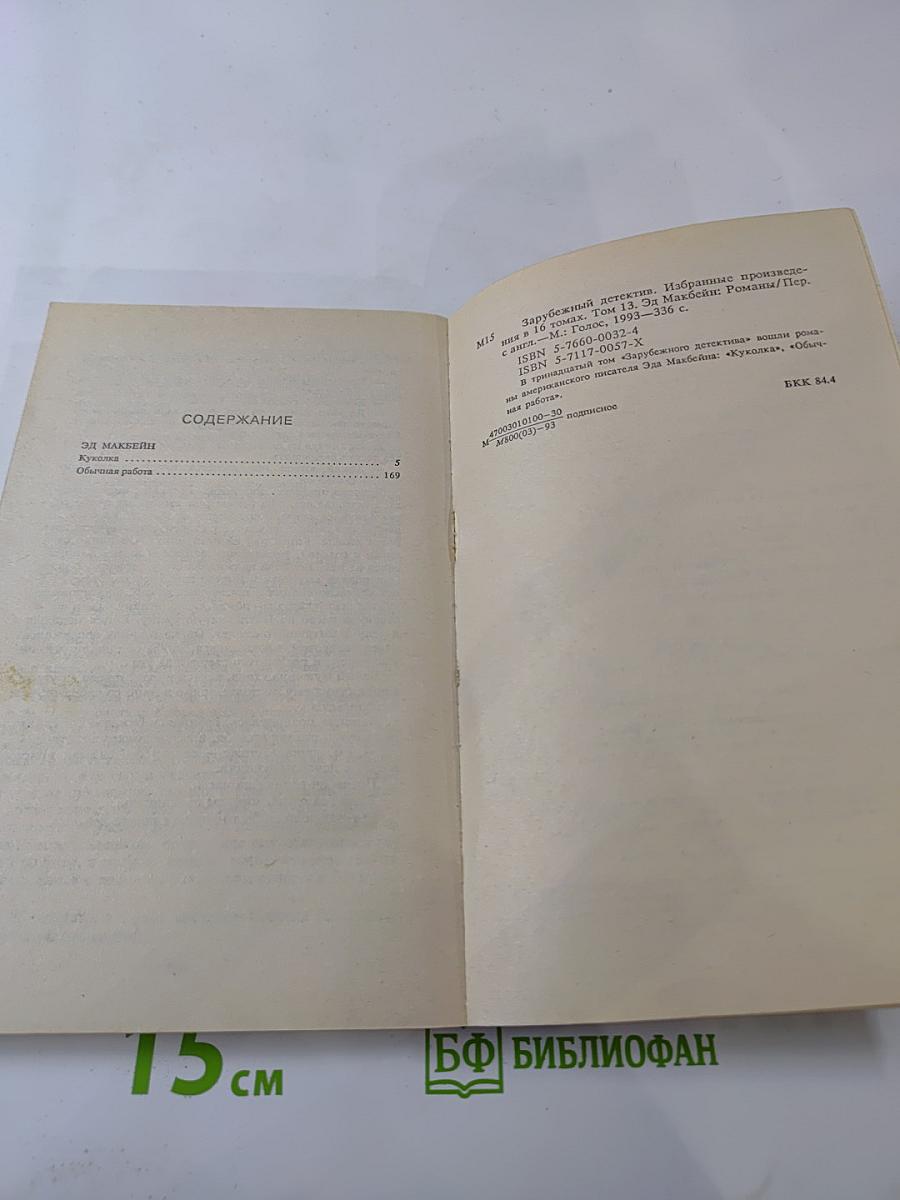 СОДЕРЖАНИЕ
ЭД МАКБЕЙН
Куколка ........................................ 5
Обычная работа ........................................ 169
М15
Зарубежный детектив. Избранные произведе-
ния в 16 томах. Том 13. Эд Макбейн: Романы/Пер.
с англ.—М.: Голос, 1993—336 с.
ISBN 5-7660-0032-4
ISBN 5-7117-0057-X
В тринадцатый том «Зарубежного детектива» вошли рома-
ны американского писателя Эда Макбейна: «Куколка», «Обыч-
ная работа».
БКК 84.4
М 47003010100—30
М800(03)—93 подписное
15 см
БФ БИБЛИОФАН